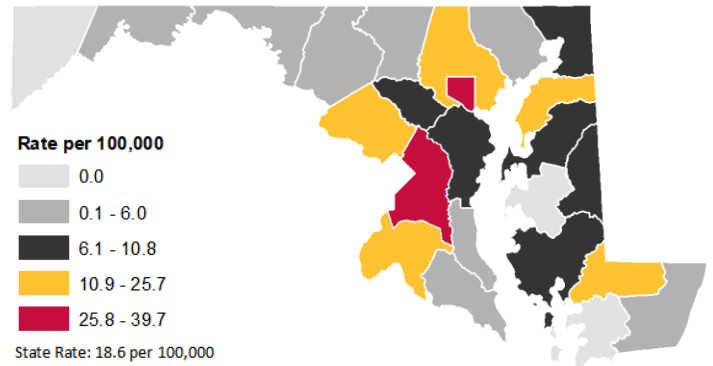 Rate per 100,000
0.0
0.1 - 6.0
6.1 - 10.8
10.9 - 25.7
25.8 - 39.7
State Rate: 18.6 per 100,000